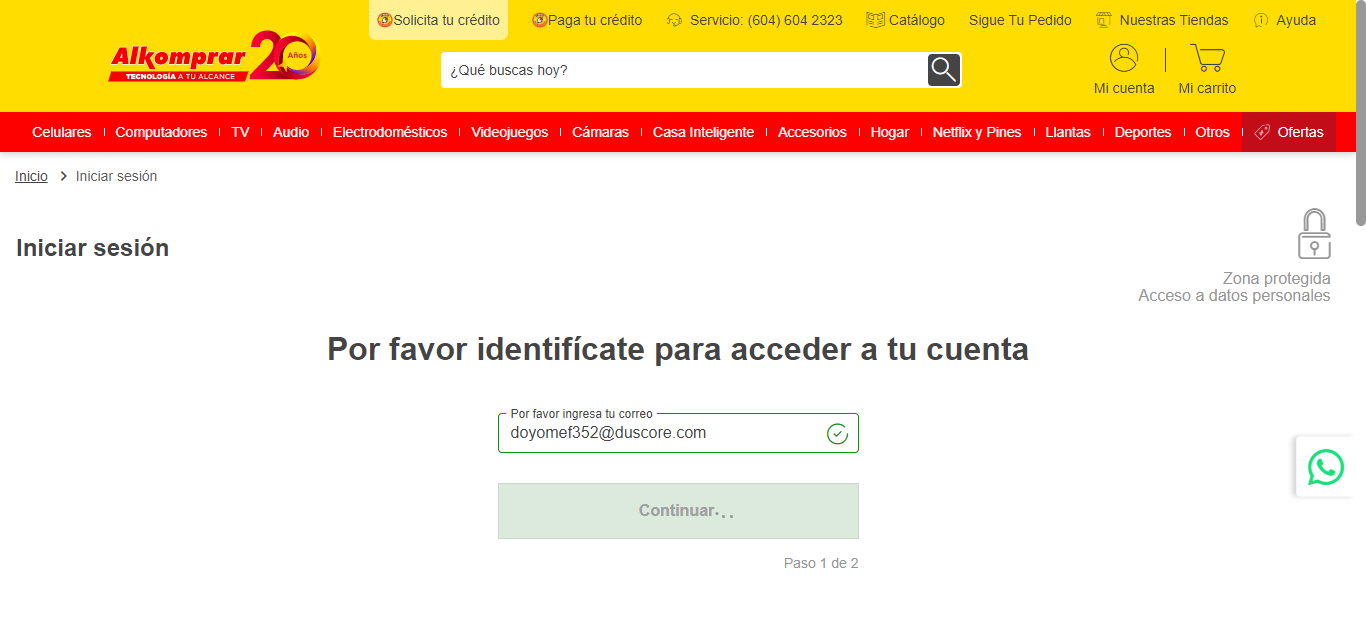 Solicita tu crédito Paga tu crédito Servicio: (604) 604 2323 Catálogo Sigue Tu Pedido Nuestras Tiendas Ayuda
Alkomprar 20 Años
TECNOLOGÍA A TU ALCANCE
¿Qué buscas hoy?
Mi cuenta Mi carrito
Celulares Computadores TV Audio Electrodomésticos Videojuegos Cámaras Casa Inteligente Accesorios Hogar Netflix y Pines Llantas Deportes Otros Ofertas
Inicio > Iniciar sesión
Iniciar sesión
Zona protegida
Acceso a datos personales
Por favor identifícate para acceder a tu cuenta
Por favor ingresa tu correo
doyomef352@duscore.com
Continuar...
Paso 1 de 2